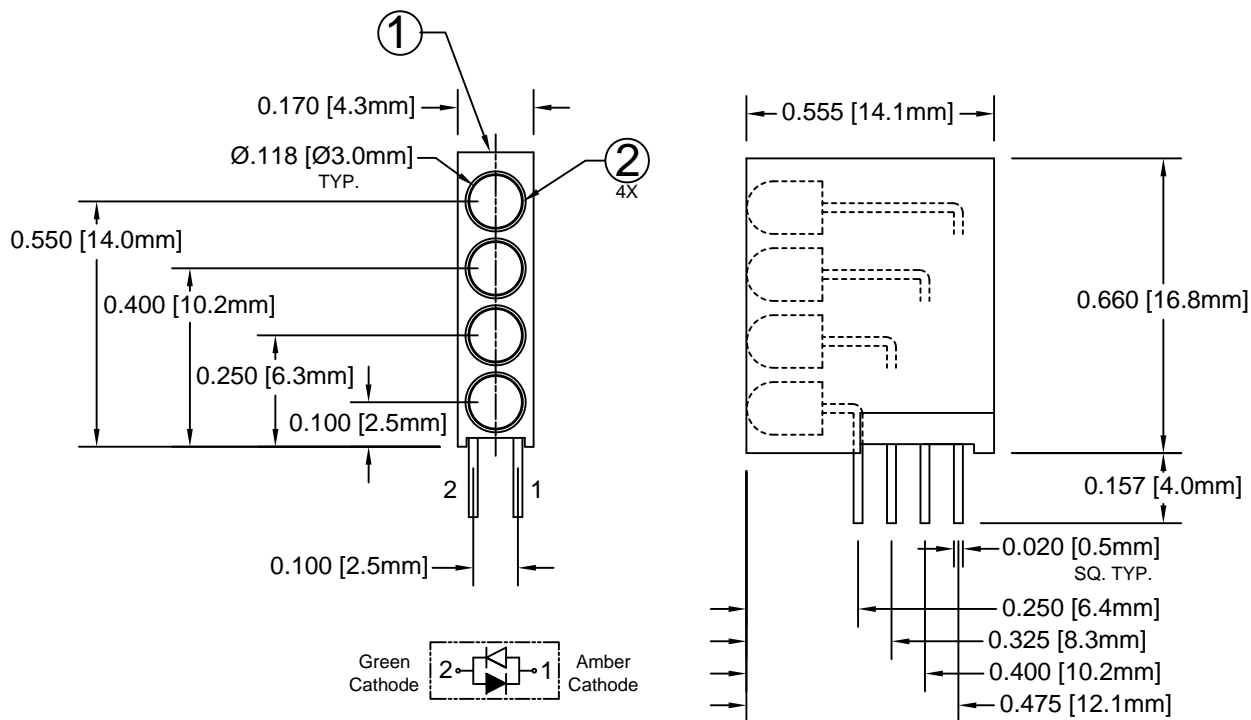 1
0.170 [4.3mm]
Ø.118 [Ø3.0mm]
TYP.
2
4X
0.550 [14.0mm]
0.400 [10.2mm]
0.250 [6.3mm]
0.100 [2.5mm]
2
1
0.100 [2.5mm]
Green
Cathode
2
1
Amber
Cathode
0.555 [14.1mm]
0.660 [16.8mm]
0.157 [4.0mm]
0.020 [0.5mm]
SQ. TYP.
0.250 [6.4mm]
0.325 [8.3mm]
0.400 [10.2mm]
0.475 [12.1mm]